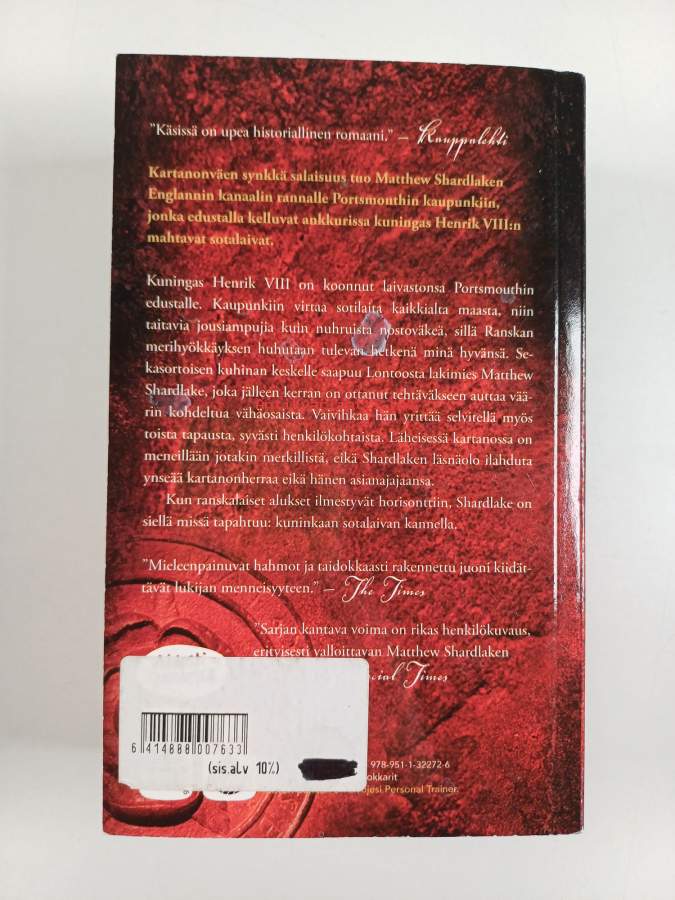 "Käsissä on upea historiallinen romaani." – Kauppalehti
Kartanonväen synkkä salaisuus tuo Matthew Shardlaken
Englannin kanaalin rannalle Portsmouthin kaupunkiin,
jonka edustalla kelluvat ankkurissa kuningas Henrik VIII:n
mahtavat sotalaivat.
Kuningas Henrik VIII on koonnut laivastonsa Portsmouthin
edustalle. Kaupunkiin virtaa sotilaita kaikkialta maasta, niin
taitavia jousiampujia kuin nuhruista nostoväkeä, sillä Ranskan
merihyökkäyksen huhutaan tulevan hetkenä minä hyvänsä. Se-
kasortoisen kuhinan keskelle saapuu Lontoosta lakimies Matthew
Shardlake, joka jälleen kerran on ottanut tehtäväkseen auttaa vää-
rin kohdeltua vähäosaista. Vaivihkaa hän yrittää selvitellä myös
toista tapausta, syvästi henkilökohtaista. Läheisessä kartanossa on
meneillään jotakin merkillistä, eikä Shardlaken läsnäolo ilahduta
ynseää kartanonherraa eikä hänen asianajajaansa.
Kun ranskalaiset alukset ilmestyvät horisonttiin, Shardlake on
siellä missä tapahtuu: kuninkaan sotalaivan kannella.
"Mieleenpainuvat hahmot ja taidokkaasti rakennettu juoni kiidät-
tävät lukijan menneisyyteen." – The Times
"Sarjan kantava voima on rikas henkilökuvaus,
erityisesti valloittavan Matthew Shardlaken
cial Times
6 414888 007633
(sis.alv 10%)
978-951-1-32272-6
okkarit
ojesi Personal Trainer.